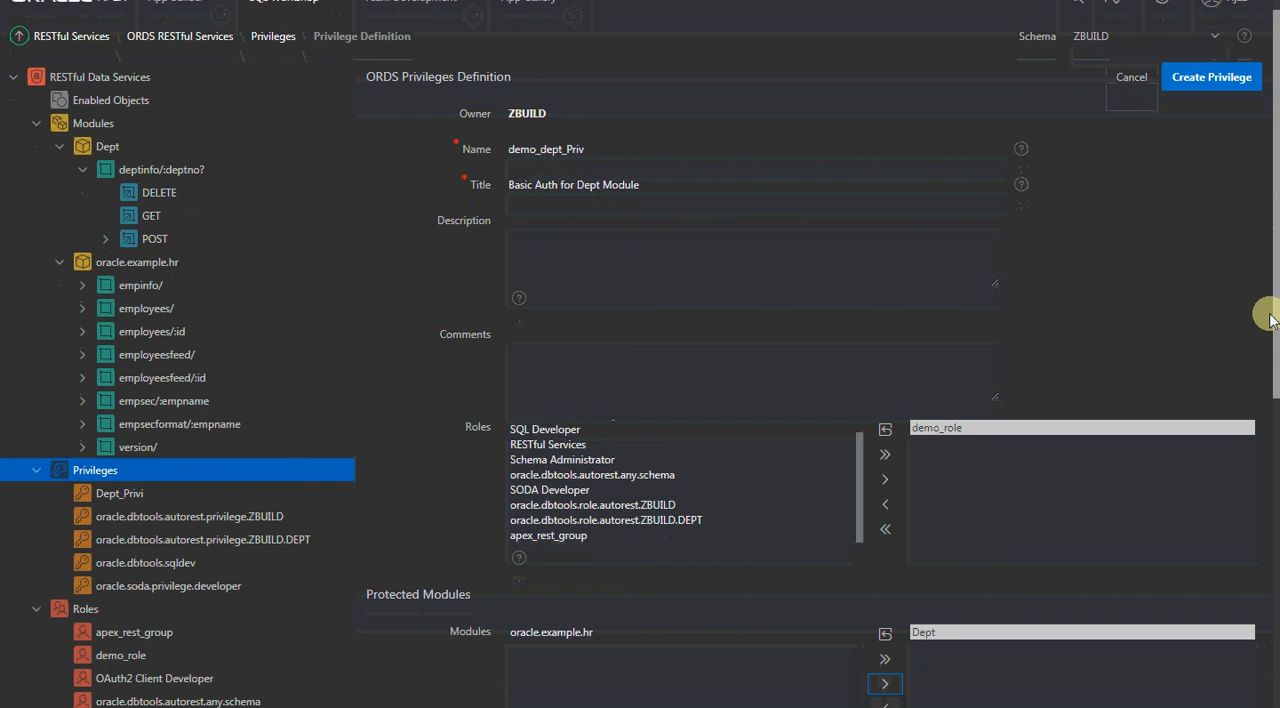 RESTful Services
ORDS RESTful Services
Privileges
Privilege Definition
Schema
ZBUILD
RESTful Data Services
Enabled Objects
Modules
Dept
deptinfo/:deptno?
DELETE
GET
POST
oracle.example.hr
empinfo/
employees/
employees/:id
employeesfeed/
employeesfeed/:id
empsec/:empname
empsecformat/:empname
version/
Privileges
Dept_Privi
oracle.dbtools.autorest.privilege.ZBUILD
oracle.dbtools.autorest.privilege.ZBUILD.DEPT
oracle.dbtools.sqldev
oracle.soda.privilege.developer
Roles
apex_rest_group
demo_role
OAuth2 Client Developer
oracle.dbtools.autorest.any.schema
ORDS Privileges Definition
Cancel
Create Privilege
Owner
ZBUILD
Name
demo_dept_Priv
Title
Basic Auth for Dept Module
Description
Comments
Roles
SQL Developer
RESTful Services
Schema Administrator
oracle.dbtools.autorest.any.schema
SODA Developer
oracle.dbtools.role.autorest.ZBUILD
oracle.dbtools.role.autorest.ZBUILD.DEPT
apex_rest_group
demo_role
Protected Modules
Modules
oracle.example.hr
Dept